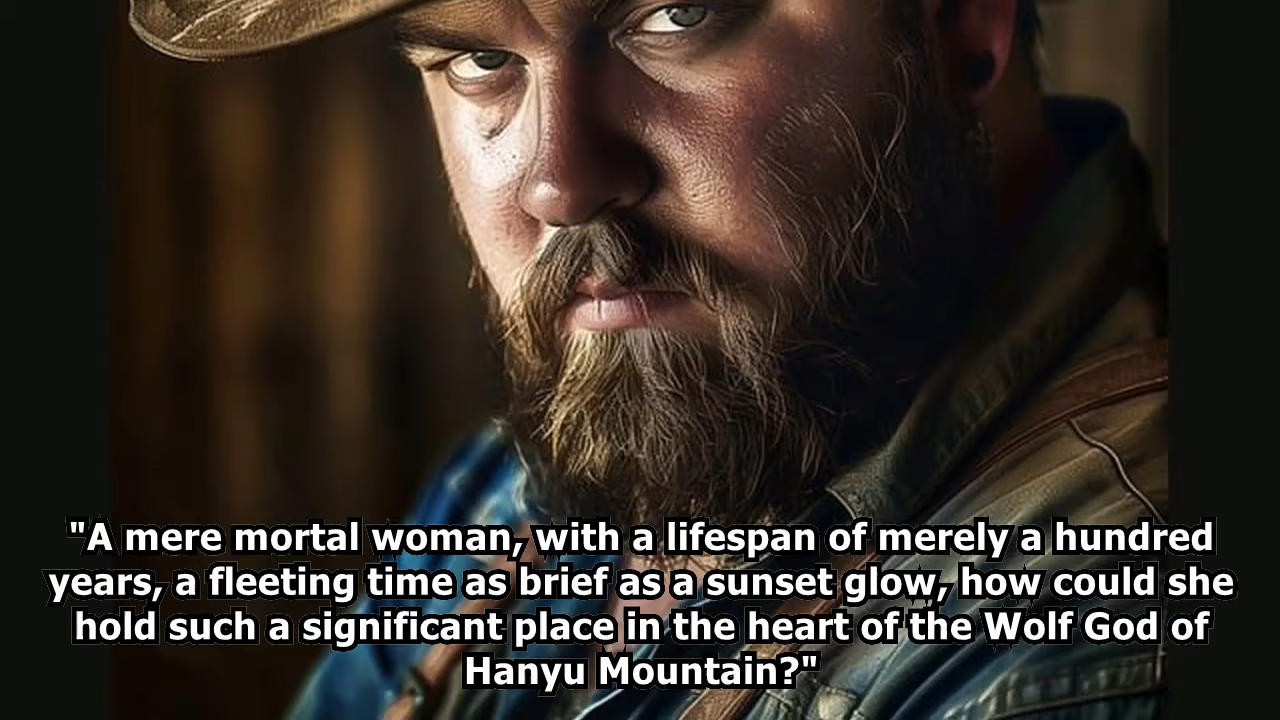 "A mere mortal woman, with a lifespan of merely a hundred
years, a fleeting time as brief as a sunset glow, how could she
hold such a significant place in the heart of the Wolf God of
Hanyu Mountain?"